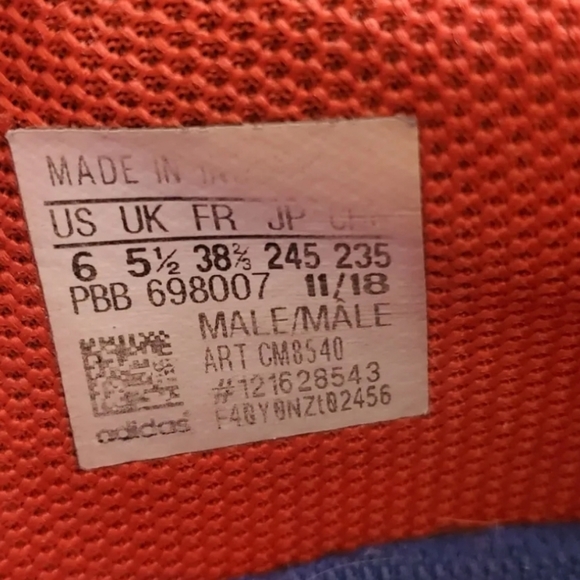 MADE IN
US UK FR JP
6 5½ 38⅔ 245 235
PBB 698007 11/18
MALE/MÂLE
ART CM8540
#121628543
F40Y0NZt02456
adidas